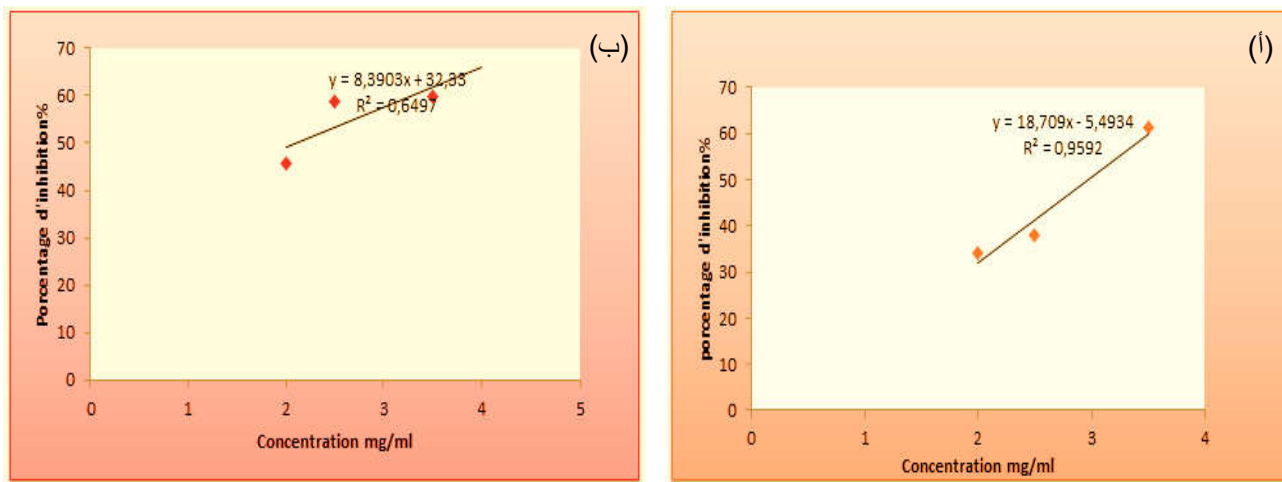 (ب)
70
60
50
40
30
20
10
0
0 1 2 3 4 5
Porcentage d'inhibition%
Concentration mg/ml
y = 8,3903x + 32,33
R² = 0,6497
(أ)
70
60
50
40
30
20
10
0
0 1 2 3 4
porcentage d'inhibition%
Concentration mg/ml
y = 18,709x - 5,4934
R² = 0,9592